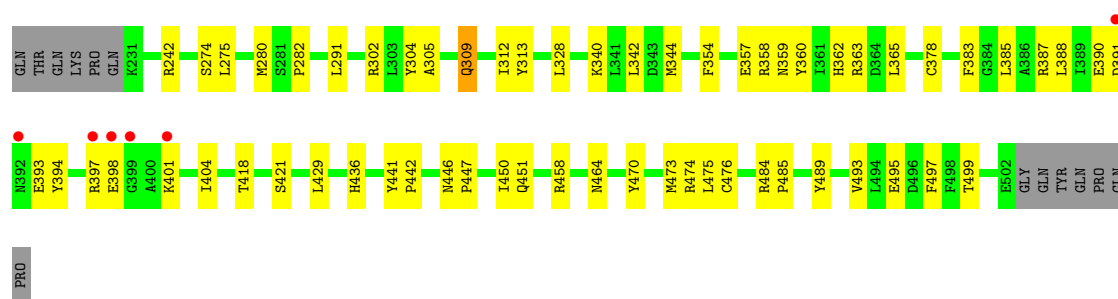 GLN THR GLN LYS PRO GLN K231 R242 S274 L275 M280 S281 P282 L291 R302 L303 Y304 A305 Q309 I312 Y313 L328 K340 L341 L342 D343 M344 F354 E357 R358 N359 Y360 I361 H362 R363 D364 L365 C378 F383 G384 L385 A386 R387 L388 I389 E390 D391
N392 E393 Y394 R397 E398 G399 A400 K401 I404 T418 S421 L429 H436 Y441 P442 N446 P447 I450 Q451 R458 N464 Y470 M473 R474 L475 C476 R484 P485 Y489 V493 L494 E495 D496 F497 F498 T499 E502 GLY GLN TYR GLN PRO GLN
PRO